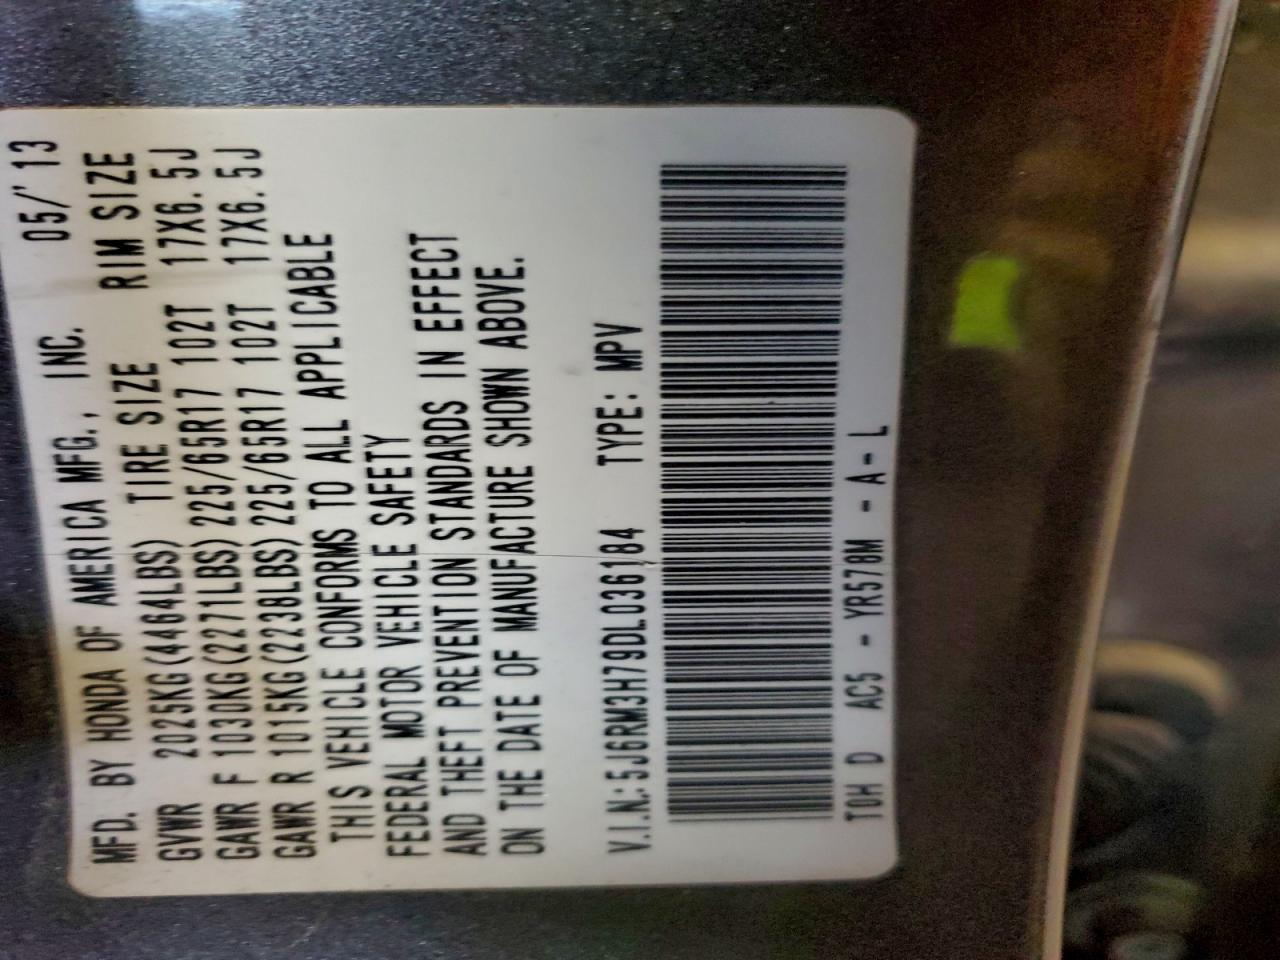 MFD. BY HONDA OF AMERICA MFG., INC. 05/'13
GVWR 2025KG(4464LBS) TIRE SIZE RIM SIZE
GAWR F 1030KG(2271LBS) 225/65R17 102T 17X6.5J
GAWR R 1015KG(2238LBS) 225/65R17 102T 17X6.5J
THIS VEHICLE CONFORMS TO ALL APPLICABLE
FEDERAL MOTOR VEHICLE SAFETY
AND THEFT PREVENTION STANDARDS IN EFFECT
ON THE DATE OF MANUFACTURE SHOWN ABOVE.
V.I.N.:5J6RM3H79DL036184 TYPE: MPV
TOH D AC5 - YR578M - A - L